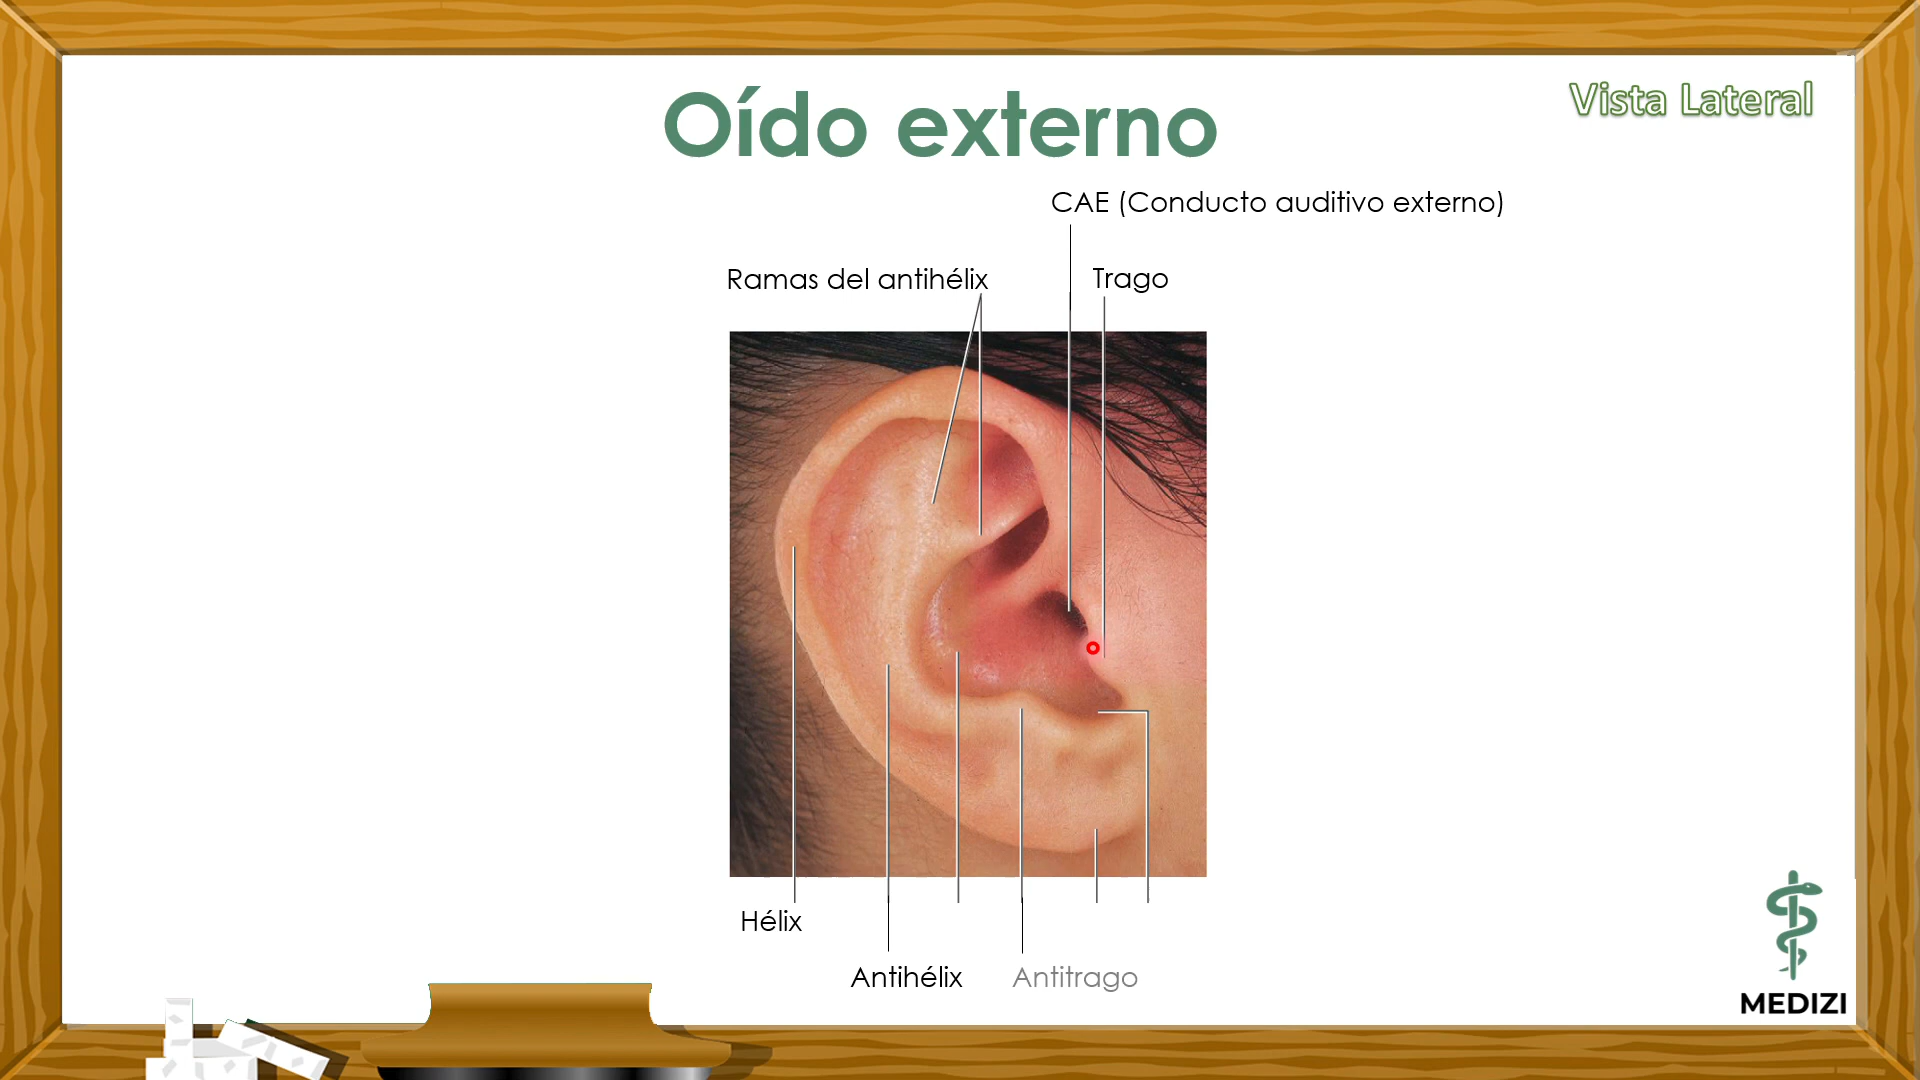 Oído externo
Vista Lateral
CAE (Conducto auditivo externo)
Ramas del antihélix
Trago
Hélix
Antihélix
Antitrago
MEDIZI